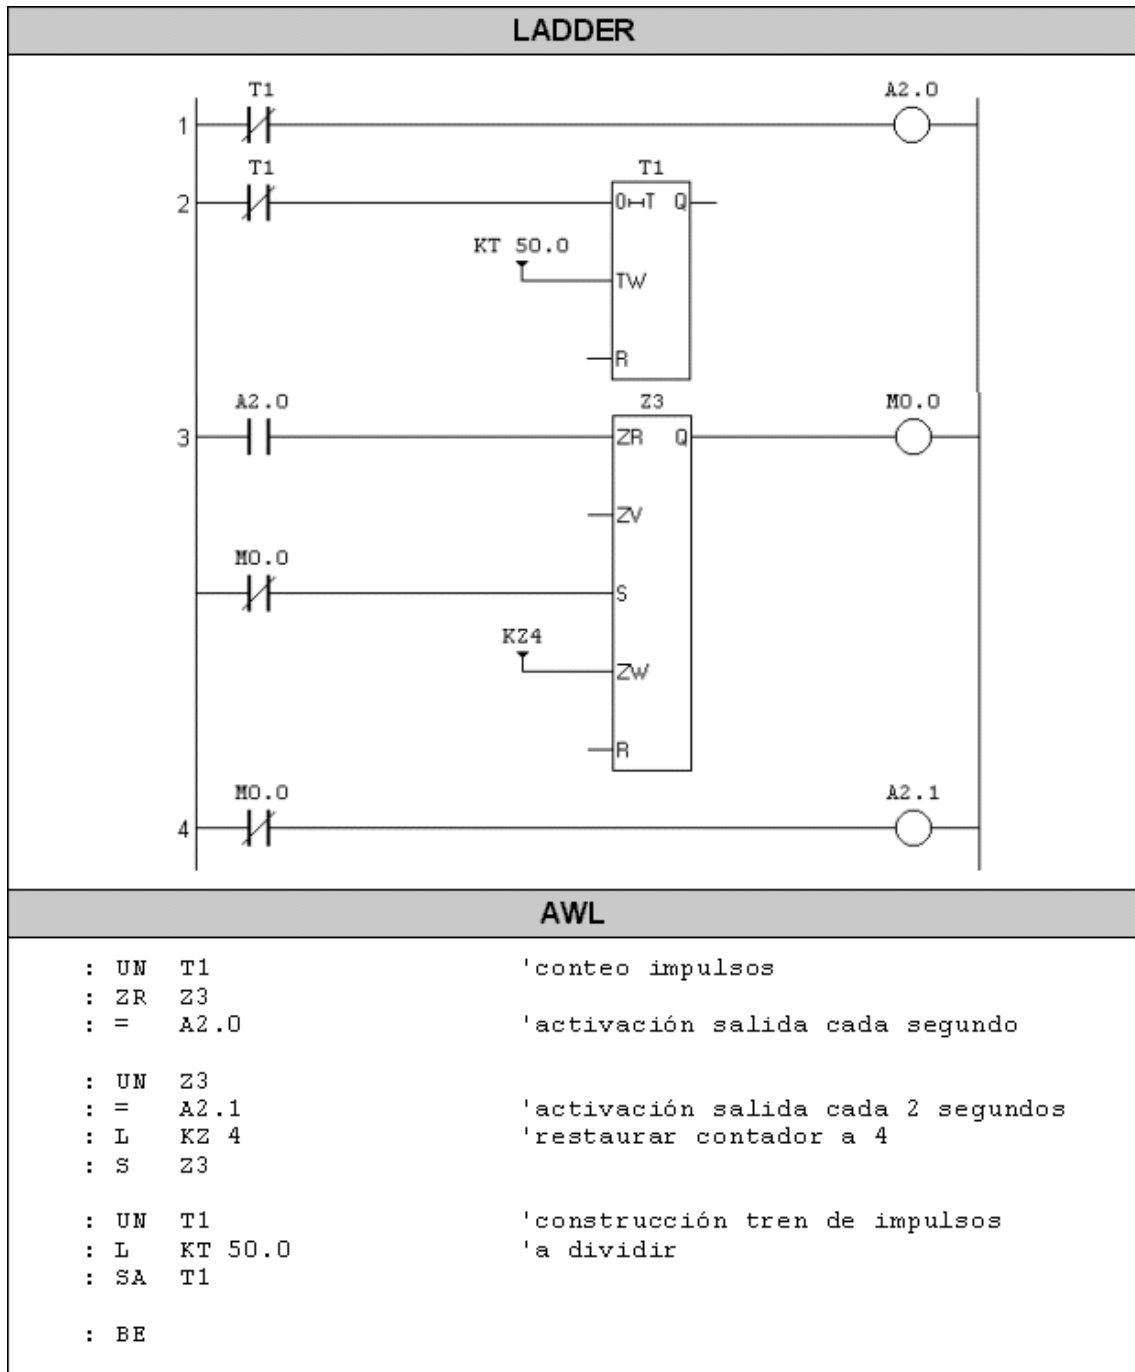 LADDER
T1 A2.0
1
T1 T1
2 0 T Q
KT 50.0
TW
R
A2.0 Z3 M0.0
3 ZR Q
ZV
M0.0
S
KZ4
ZW
R
M0.0 A2.1
4
AWL
: UN T1 'conteo impulsos
: ZR Z3
: = A2.0 'activación salida cada segundo
: UN Z3
: = A2.1 'activación salida cada 2 segundos
: L KZ 4 'restaurar contador a 4
: S Z3
: UN T1 'construcción tren de impulsos
: L KT 50.0 'a dividir
: SA T1
: BE